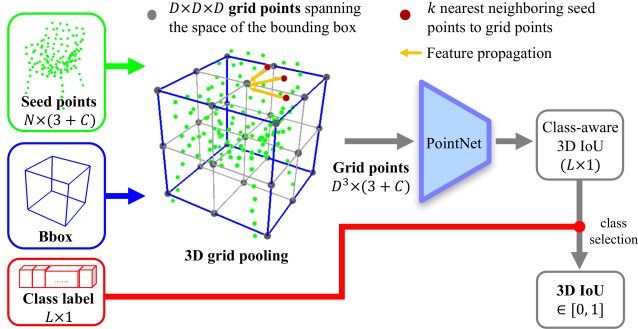 D×D×D grid points spanning
the space of the bounding box
k nearest neighboring seed
points to grid points
Feature propagation
Seed points
N×(3 + C)
Bbox
Class label
L×1
3D grid pooling
Grid points
D³×(3 + C)
PointNet
Class-aware
3D IoU
(L×1)
class
selection
3D IoU
∈ [0, 1]